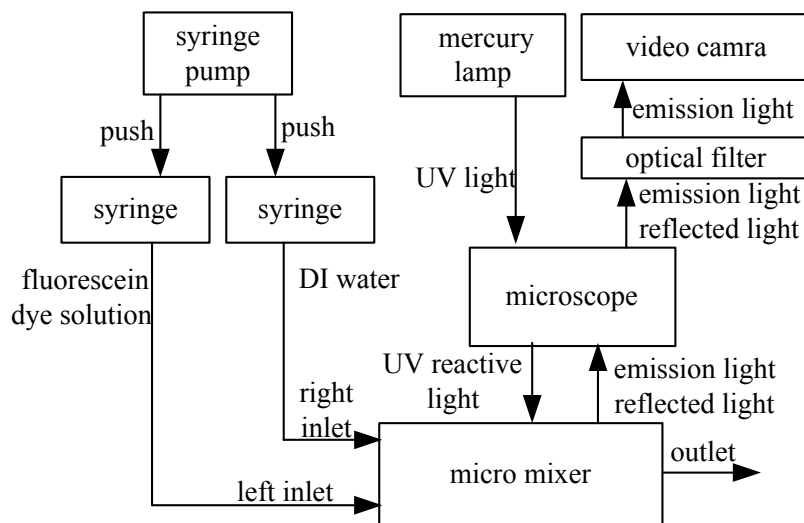 syringe
pump
mercury
lamp
video camra
push
push
emission light
UV light
optical filter
syringe
syringe
emission light
reflected light
fluorescein
dye solution
DI water
microscope
UV reactive
light
emission light
reflected light
right
inlet
micro mixer
outlet
left inlet